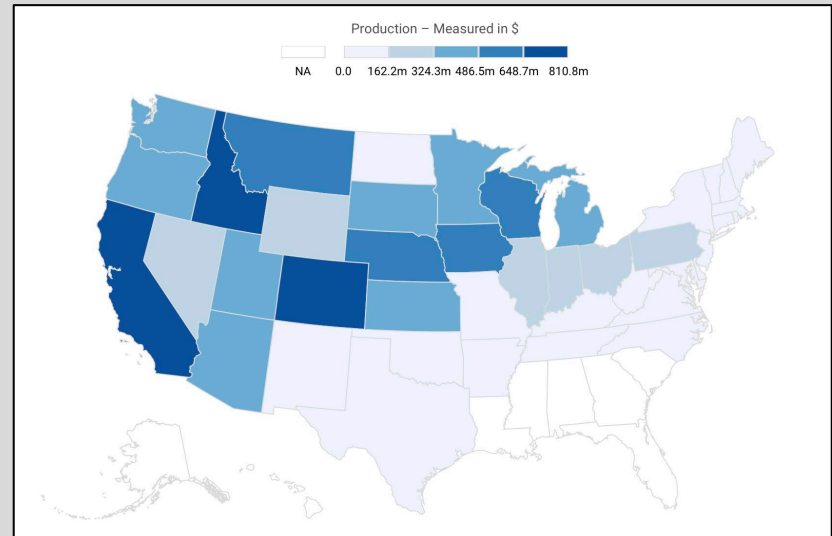 Production – Measured in $
NA 0.0 162.2m 324.3m 486.5m 648.7m 810.8m